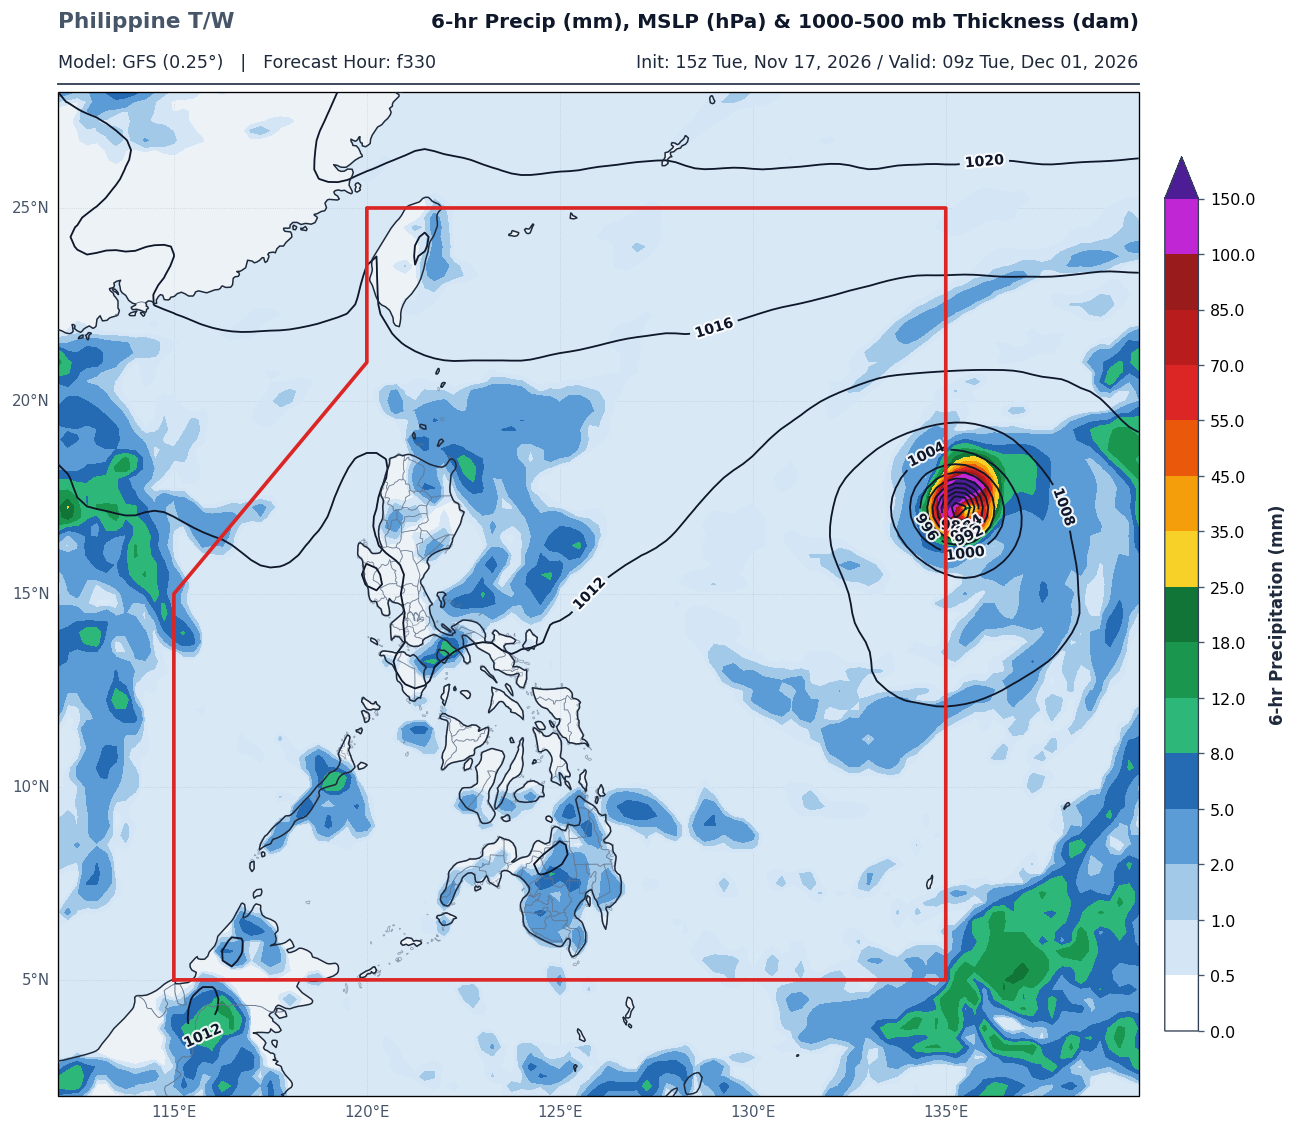 Philippine T/W
6-hr Precip (mm), MSLP (hPa) & 1000-500 mb Thickness (dam)
Model: GFS (0.25°) | Forecast Hour: f330
Init: 15z Tue, Nov 17, 2026 / Valid: 09z Tue, Dec 01, 2026
25°N
20°N
15°N
10°N
5°N
115°E
120°E
125°E
130°E
135°E
1020
1016
1004
1008
996
992
1000
1012
1012
150.0
100.0
85.0
70.0
55.0
45.0
35.0
25.0
18.0
12.0
8.0
5.0
2.0
1.0
0.5
0.0
6-hr Precipitation (mm)